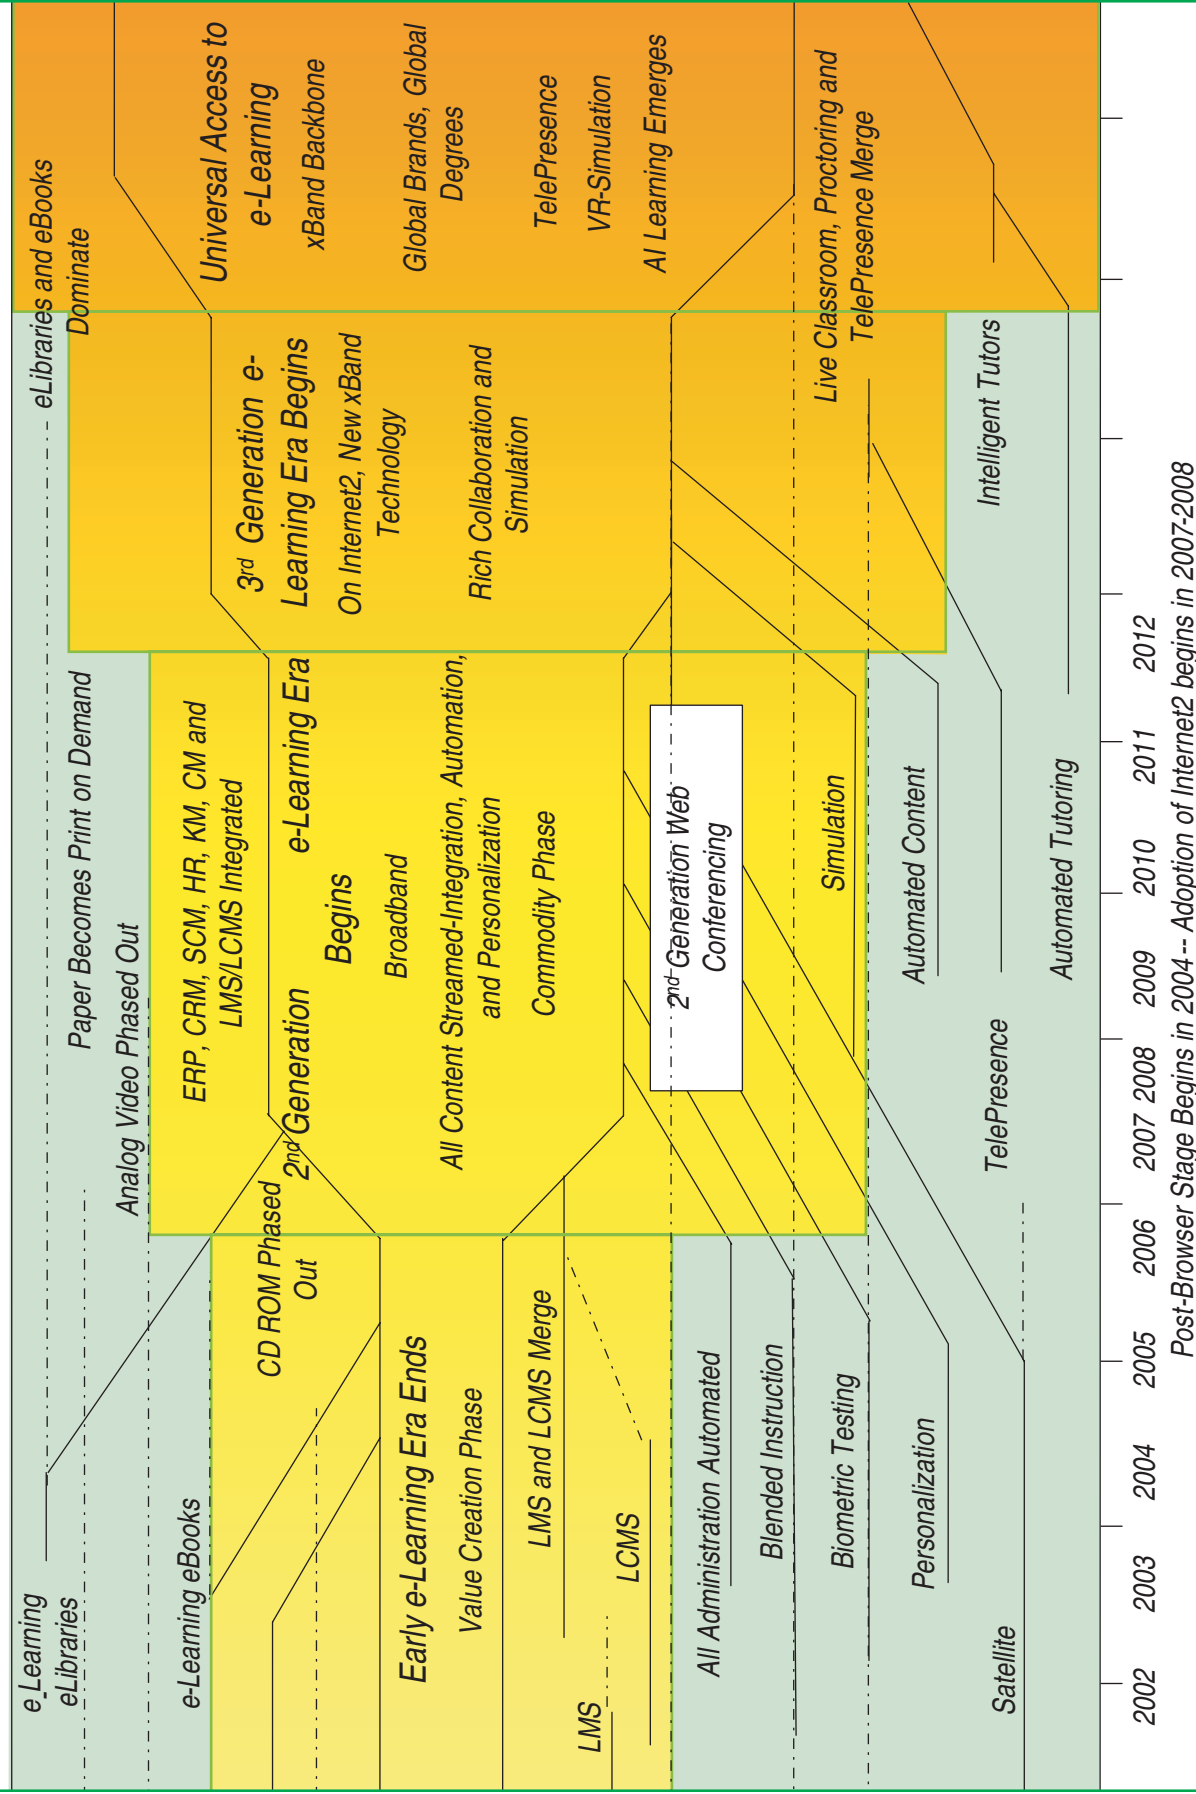 e_Learning
eLibraries
eLibraries and eBooks
Dominate
Paper Becomes Print on Demand
Analog Video Phased Out
e-Learning eBooks
CD ROM Phased
Out
Early e-Learning Era Ends
Value Creation Phase
LMS and LCMS Merge
LMS
LCMS
ERP, CRM, SCM, HR, KM, CM and
LMS/LCMS Integrated
2nd Generation e-Learning Era
Begins
Broadband
All Content Streamed-Integration, Automation,
and Personalization
Commodity Phase
2nd Generation Web
Conferencing
3rd Generation e-
Learning Era Begins
On Internet2, New xBand
Technology
Rich Collaboration and
Simulation
Universal Access to
e-Learning
xBand Backbone
Global Brands, Global
Degrees
TelePresence
VR-Simulation
AI Learning Emerges
Live Classroom, Proctoring and
TelePresence Merge
All Administration Automated
Blended Instruction
Biometric Testing
Personalization
Satellite
Simulation
Automated Content
TelePresence
Automated Tutoring
Intelligent Tutors
2002 2003 2004 2005 2006 2007 2008 2009 2010 2011 2012
Post-Browser Stage Begins in 2004 -- Adoption of Internet2 begins in 2007-2008